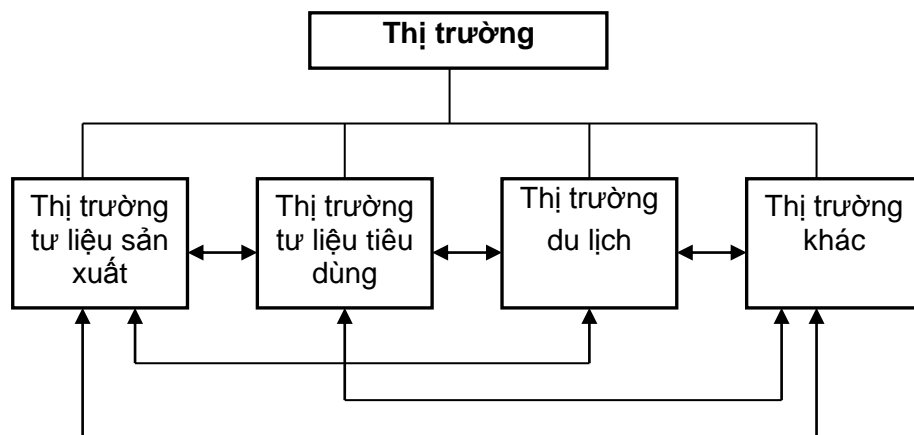 Thị trường
Thị trường
tư liệu sản
xuất
Thị trường
tư liệu tiêu
dùng
Thị trường
du lịch
Thị trường
khác